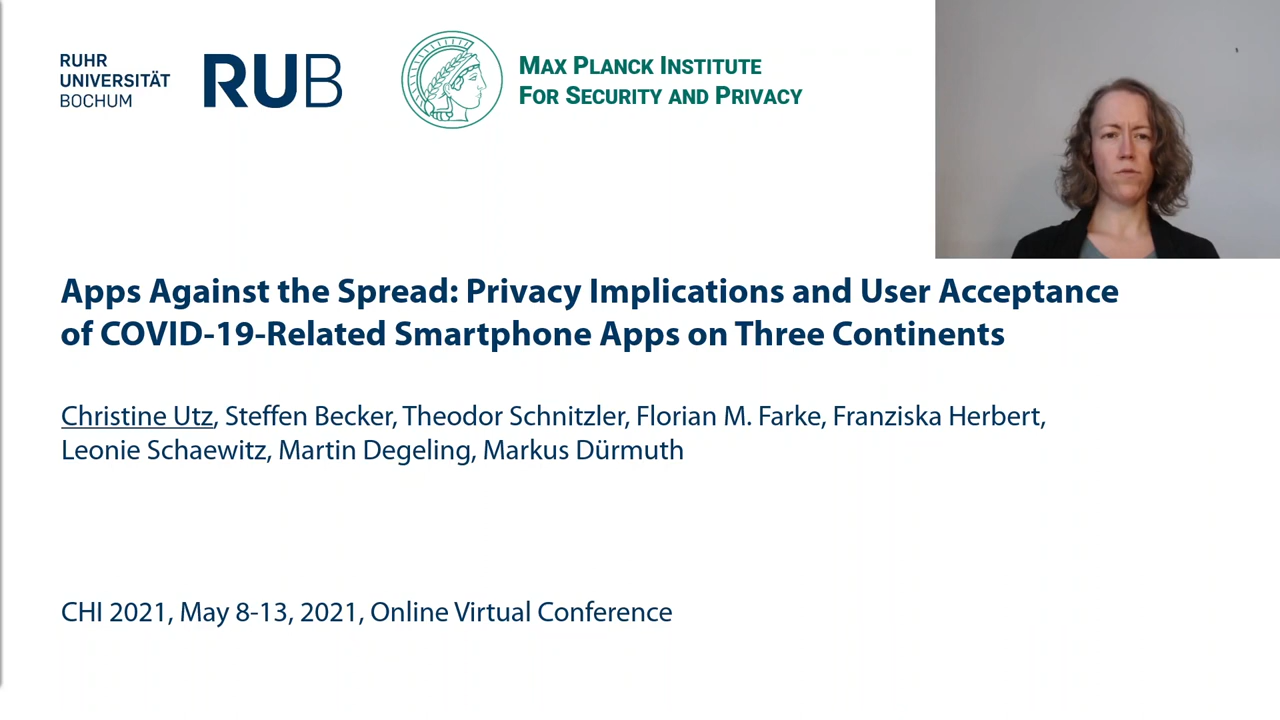 RUHR
UNIVERSITÄT
BOCHUM
RUB
MAX PLANCK INSTITUTE
FOR SECURITY AND PRIVACY
Apps Against the Spread: Privacy Implications and User Acceptance
of COVID-19-Related Smartphone Apps on Three Continents
Christine Utz, Steffen Becker, Theodor Schnitzler, Florian M. Farke, Franziska Herbert,
Leonie Schaewitz, Martin Degeling, Markus Dürmuth
CHI 2021, May 8-13, 2021, Online Virtual Conference